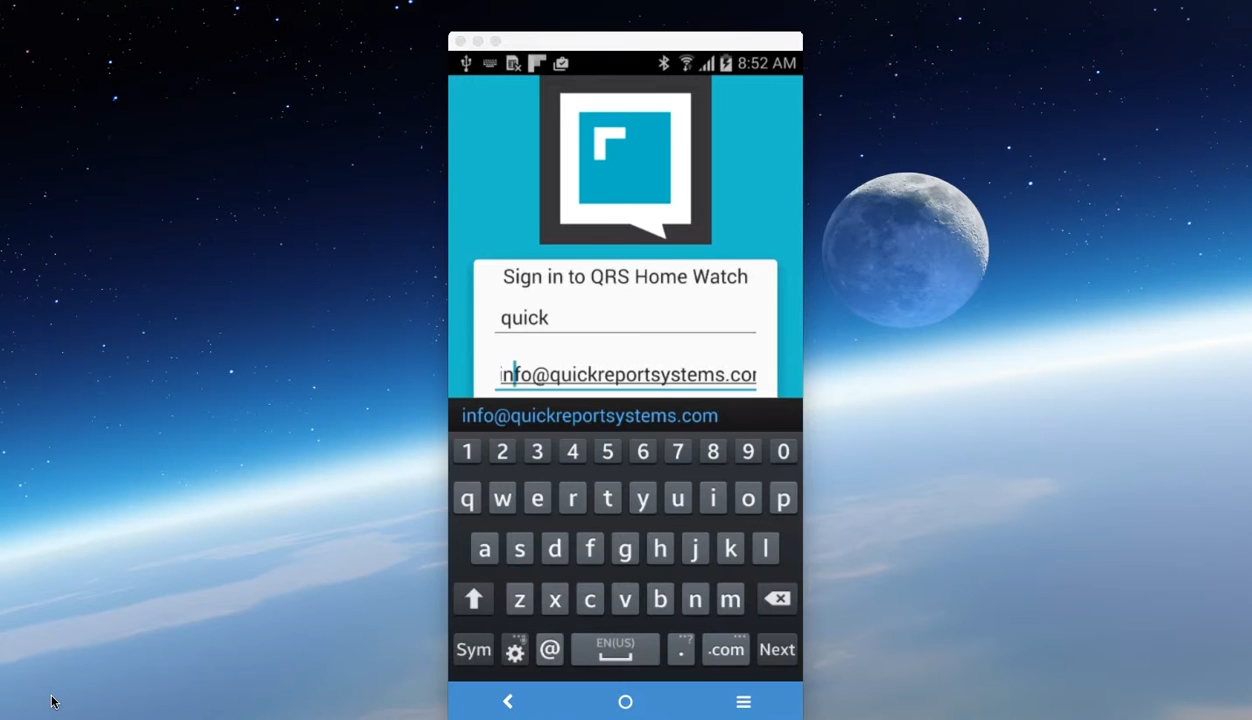 8:52 AM
Sign in to QRS Home Watch
quick
info@quickreportsystems.com
info@quickreportsystems.com
1 2 3 4 5 6 7 8 9 0
q w e r t y u i o p
a s d f g h j k l
z x c v b n m
Sym @ EN(US) . .com Next